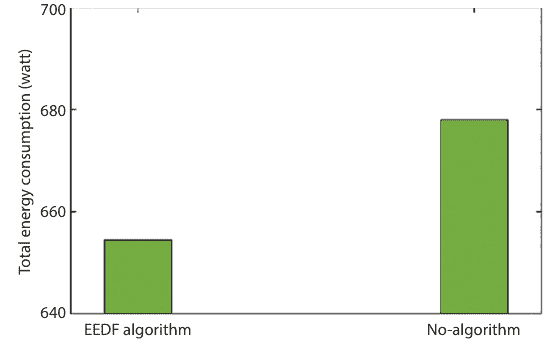 700
680
660
640
Total energy consumption (watt)
EEDF algorithm
No-algorithm